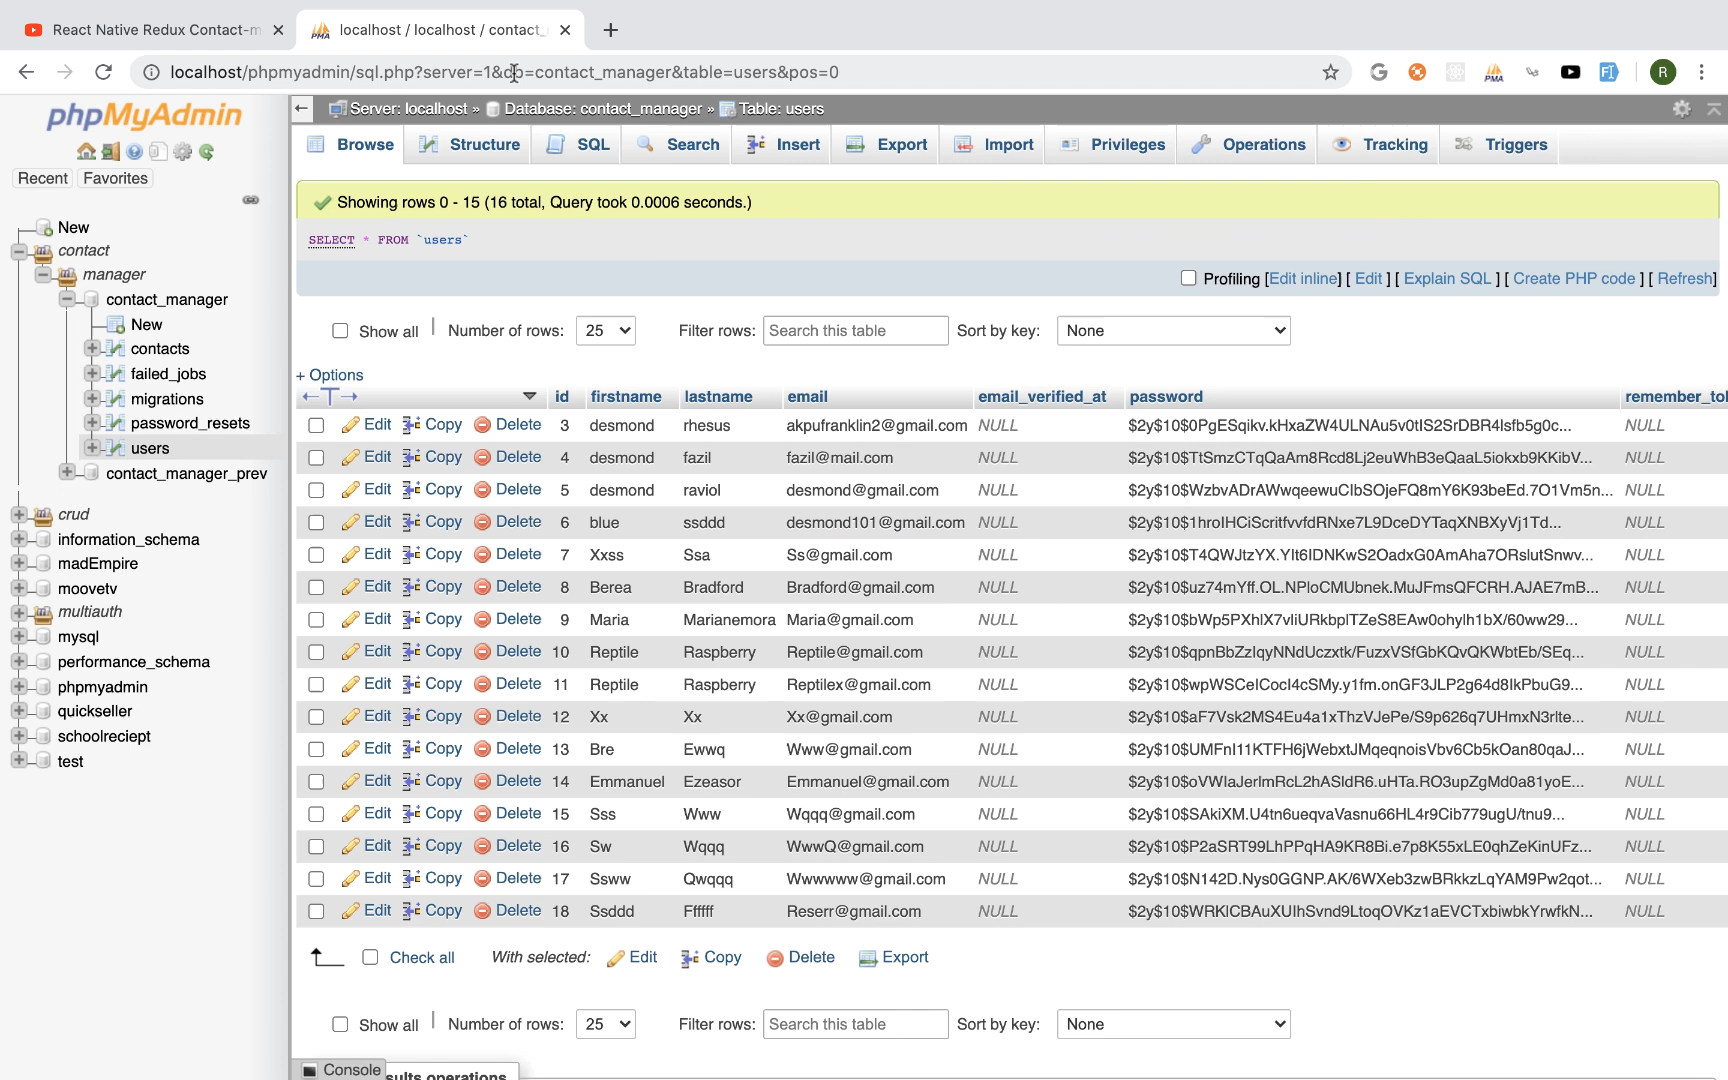 React Native Redux Contact-m
localhost / localhost / contact_
localhost/phpmyadmin/sql.php?server=1&db=contact_manager&table=users&pos=0
R
phpMyAdmin
Recent Favorites
New
contact
manager
contact_manager
New
contacts
failed_jobs
migrations
password_resets
users
contact_manager_prev
crud
information_schema
madEmpire
moovetv
multiauth
mysql
performance_schema
phpmyadmin
quickseller
schoolreciept
test
Server: localhost » Database: contact_manager » Table: users
Browse Structure SQL Search Insert Export Import Privileges Operations Tracking Triggers
Showing rows 0 - 15 (16 total, Query took 0.0006 seconds.)
SELECT * FROM `users`
Profiling [Edit inline] [ Edit ] [ Explain SQL ] [ Create PHP code ] [ Refresh]
Show all Number of rows: 25 Filter rows: Search this table Sort by key: None
+ Options
id firstname lastname email email_verified_at password
Edit Copy Delete 3 desmond rhesus akpufranklin2@gmail.com NULL NULL
Edit Copy Delete 4 desmond fazil fazil@mail.com NULL NULL
Edit Copy Delete 5 desmond raviol desmond@gmail.com NULL NULL
Edit Copy Delete 6 blue ssddd desmond101@gmail.com NULL NULL
Edit Copy Delete 7 Xxss Ssa Ss@gmail.com NULL NULL
Edit Copy Delete 8 Berea Bradford Bradford@gmail.com NULL NULL
Edit Copy Delete 9 Maria Marianemora Maria@gmail.com NULL NULL
Edit Copy Delete 10 Reptile Raspberry Reptile@gmail.com NULL NULL
Edit Copy Delete 11 Reptile Raspberry Reptilex@gmail.com NULL NULL
Edit Copy Delete 12 Xx Xx Xx@gmail.com NULL NULL
Edit Copy Delete 13 Bre Ewwq Www@gmail.com NULL NULL
Edit Copy Delete 14 Emmanuel Ezeasor Emmanuel@gmail.com NULL NULL
Edit Copy Delete 15 Sss Www Wqqq@gmail.com NULL NULL
Edit Copy Delete 16 Sw Wqqq WwwQ@gmail.com NULL NULL
Edit Copy Delete 17 Ssww Qwqqq Wwwwww@gmail.com NULL NULL
Edit Copy Delete 18 Ssddd Ffffff Reserr@gmail.com NULL NULL
Check all With selected: Edit Copy Delete Export
Show all Number of rows: 25 Filter rows: Search this table Sort by key: None
Console